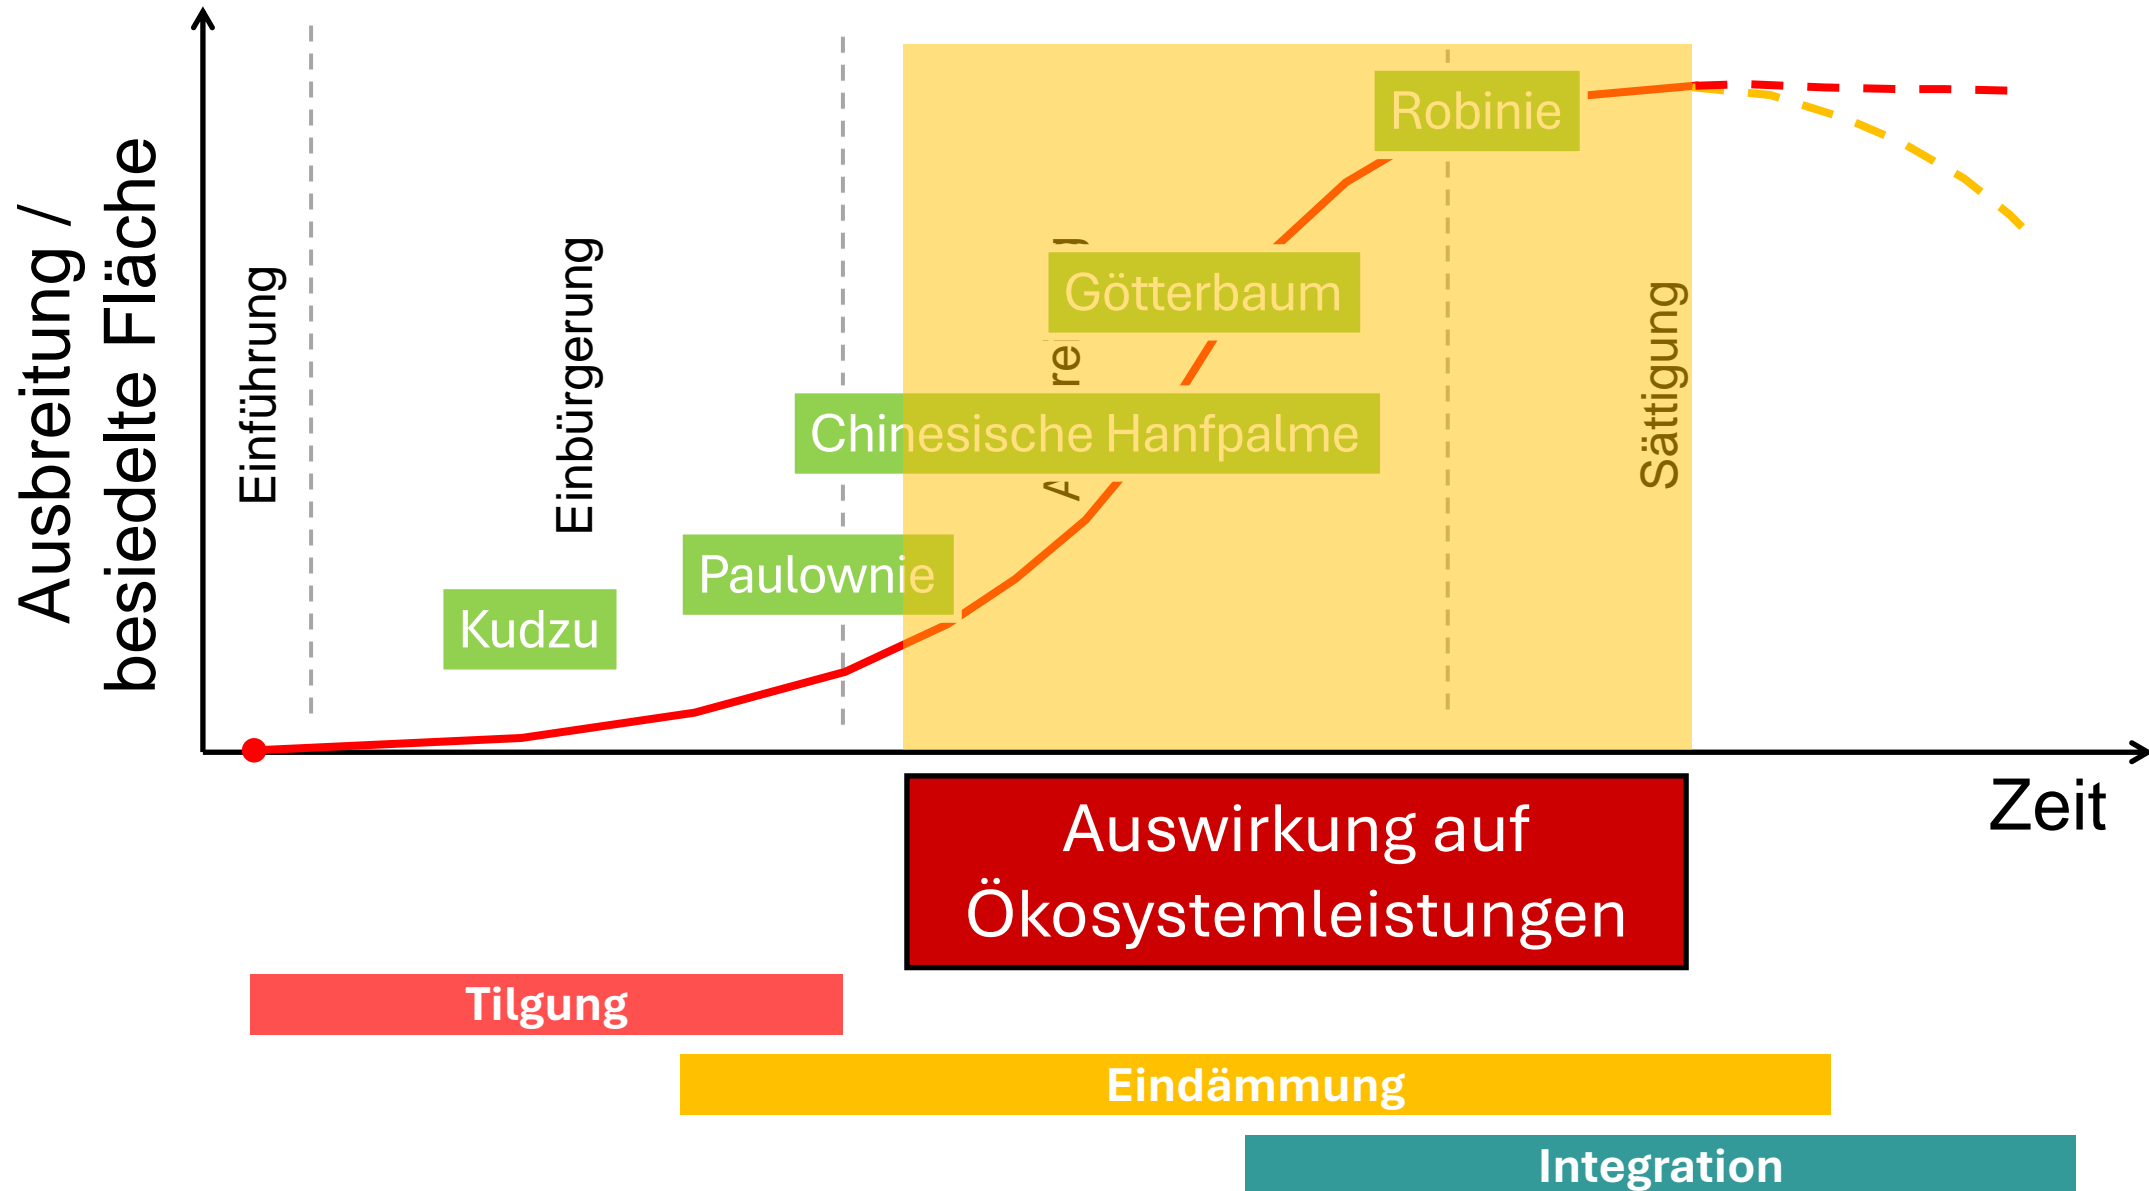 Ausbreitung /
besiedelte Fläche
Einführung
Einbürgerung
Sättigung
Robinie
Götterbaum
Chinesische Hanfpalme
Paulownie
Kudzu
Zeit
Auswirkung auf
Ökosystemleistungen
Tilgung
Eindämmung
Integration